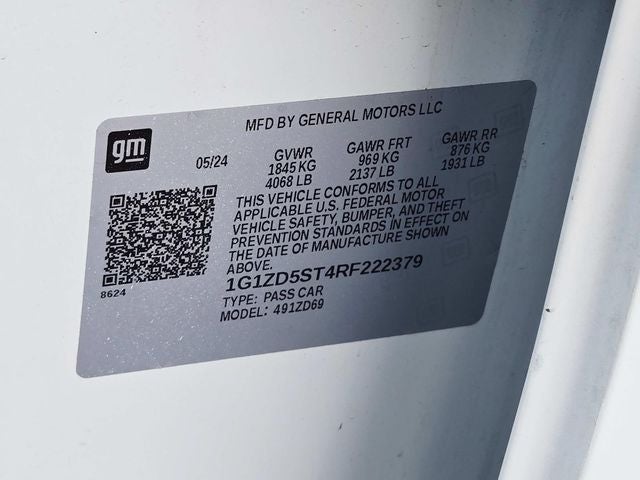 MFD BY GENERAL MOTORS LLC
gm
05/24
GVWR GAWR FRT GAWR RR
1845 KG 969 KG 876 KG
4068 LB 2137 LB 1931 LB
THIS VEHICLE CONFORMS TO ALL
APPLICABLE U.S. FEDERAL MOTOR
VEHICLE SAFETY, BUMPER, AND THEFT
PREVENTION STANDARDS IN EFFECT ON
THE DATE OF MANUFACTURE SHOWN
ABOVE.
1G1ZD5ST4RF222379
8624
TYPE: PASS CAR
MODEL: 491ZD69